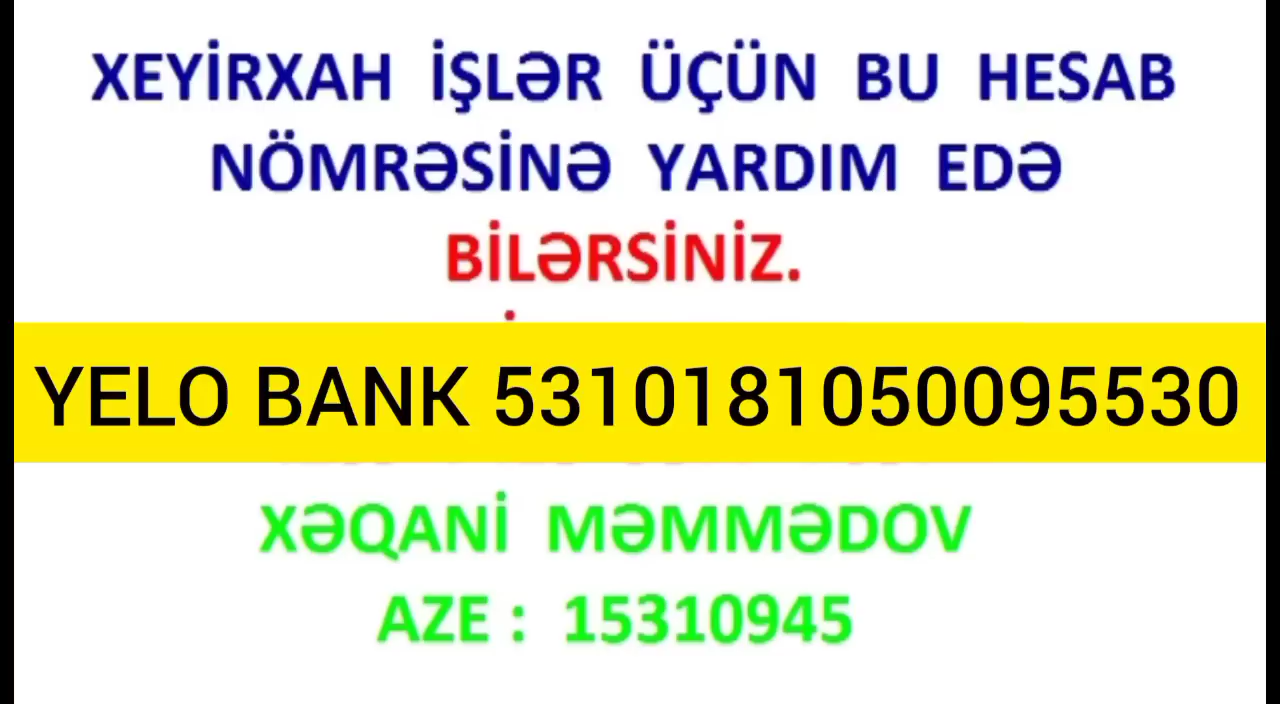 XEYİRXAH İŞLƏR ÜÇÜN BU HESAB
NÖMRƏSİNƏ YARDIM EDƏ
BİLƏRSİNİZ.
YELO BANK 5310181050095530
XƏQANİ MƏMMƏDOV
AZE : 15310945